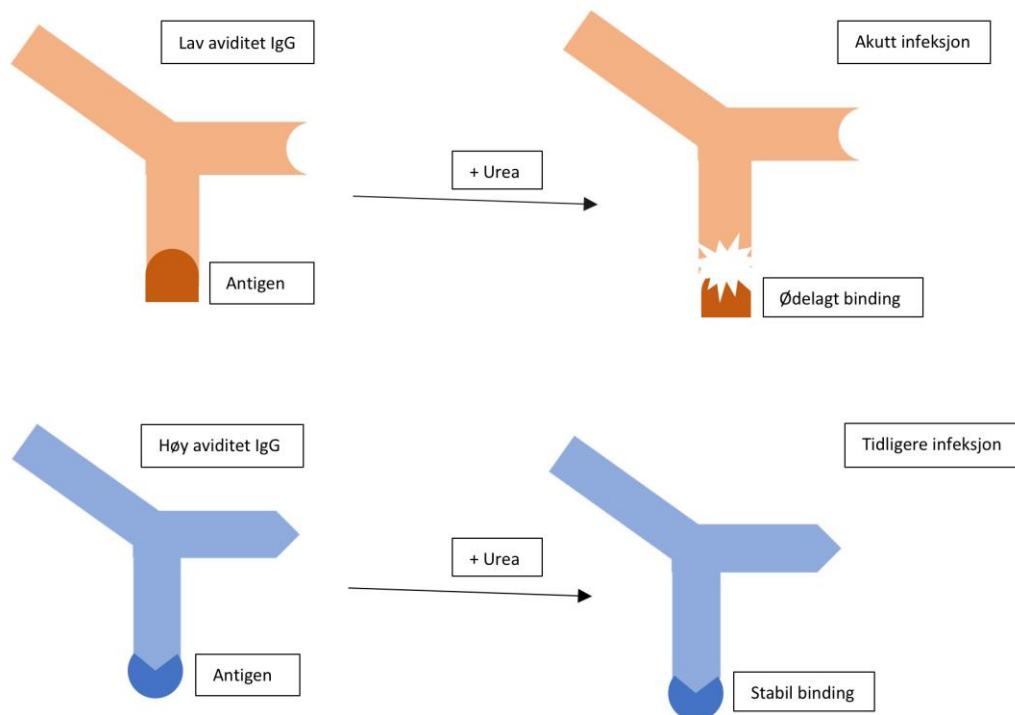 Lav aviditet IgG
Akutt infeksjon
+ Urea
Antigen
Ødelagt binding
Høy aviditet IgG
Tidligere infeksjon
+ Urea
Antigen
Stabil binding